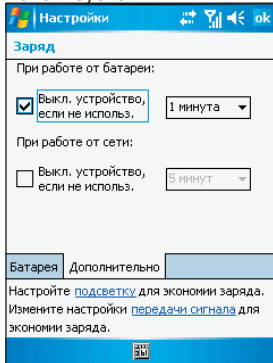 Настройки ok
Заряд
При работе от батареи:
Выкл. устройство,
если не использ.
1 минута
При работе от сети:
Выкл. устройство,
если не использ.
5 минут
Батарея Дополнительно
Настройте подсветку для экономии заряда.
Измените настройки передачи сигнала для
экономии заряда.